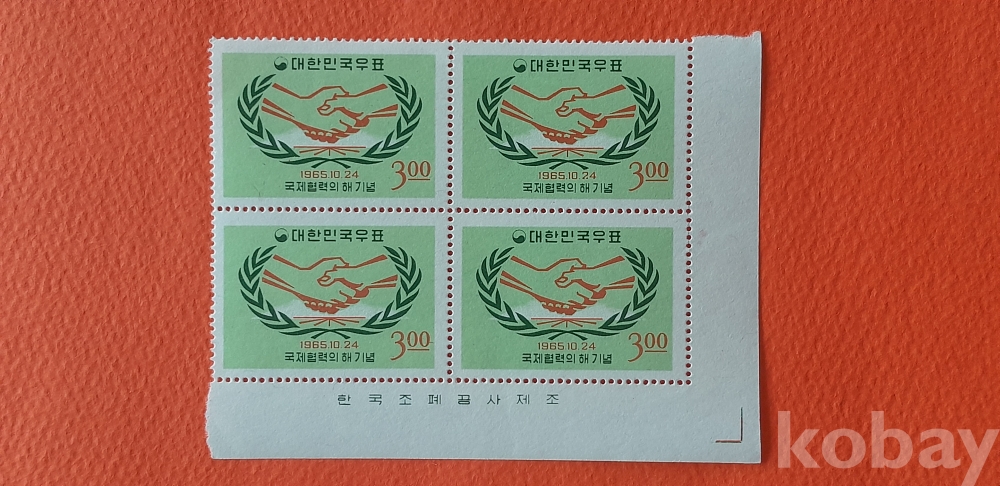 대한민국우표
1965.10.24
3.00
국제협력의 해 기념
대한민국우표
1965.10.24
3.00
국제협력의 해 기념
대한민국우표
1965.10.24
3.00
국제협력의 해 기념
대한민국우표
1965.10.24
3.00
국제협력의 해 기념
한국조폐공사제조
kobay